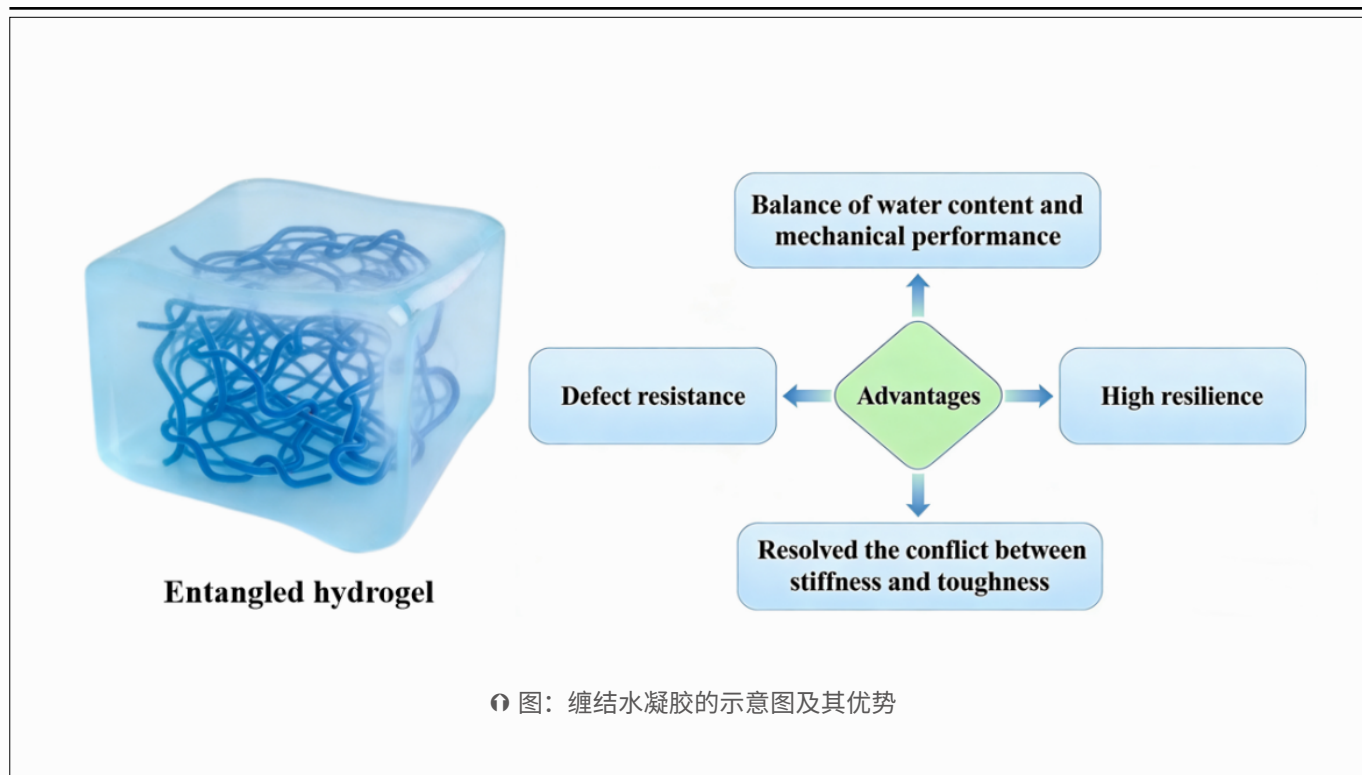 Balance of water content and
mechanical performance
Defect resistance
Advantages
High resilience
Resolved the conflict between
stiffness and toughness
Entangled hydrogel
图：缠结水凝胶的示意图及其优势